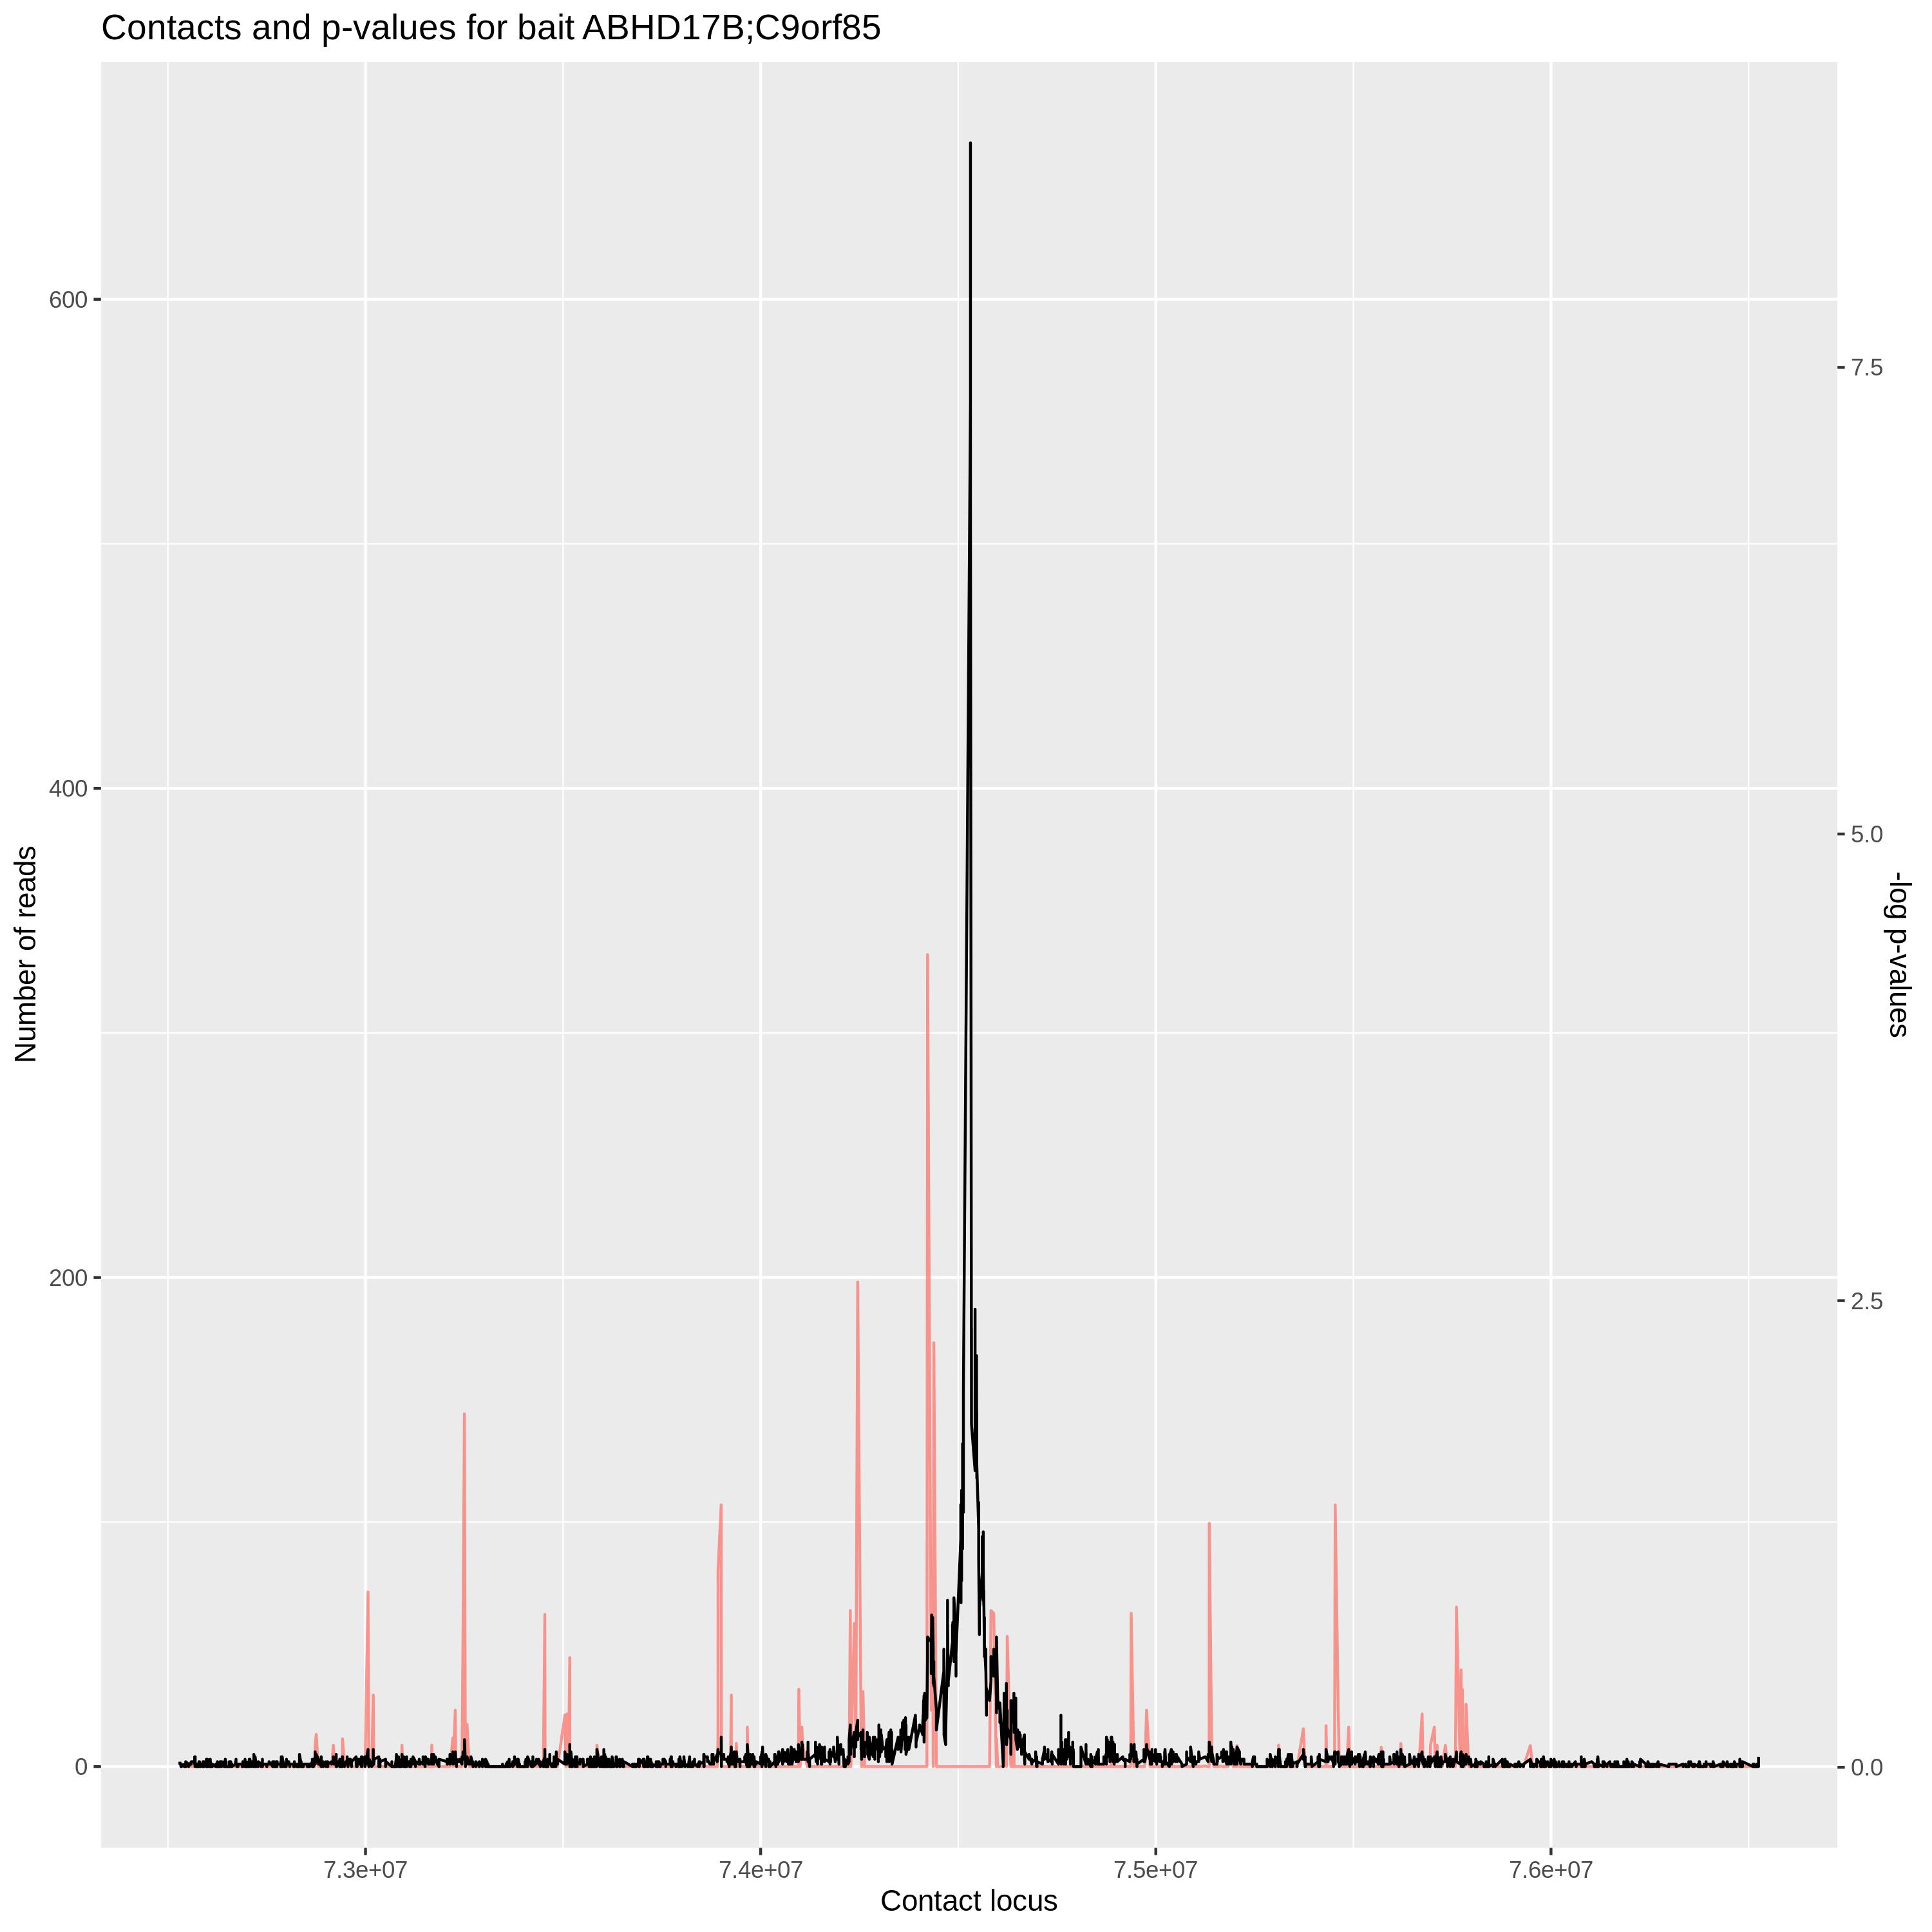 Contacts and p-values for bait ABHD17B;C9orf85
600
400
200
0
Number of reads
7.5
5.0
2.5
0.0
-log p-values
7.3e+07 7.4e+07 7.5e+07 7.6e+07
Contact locus